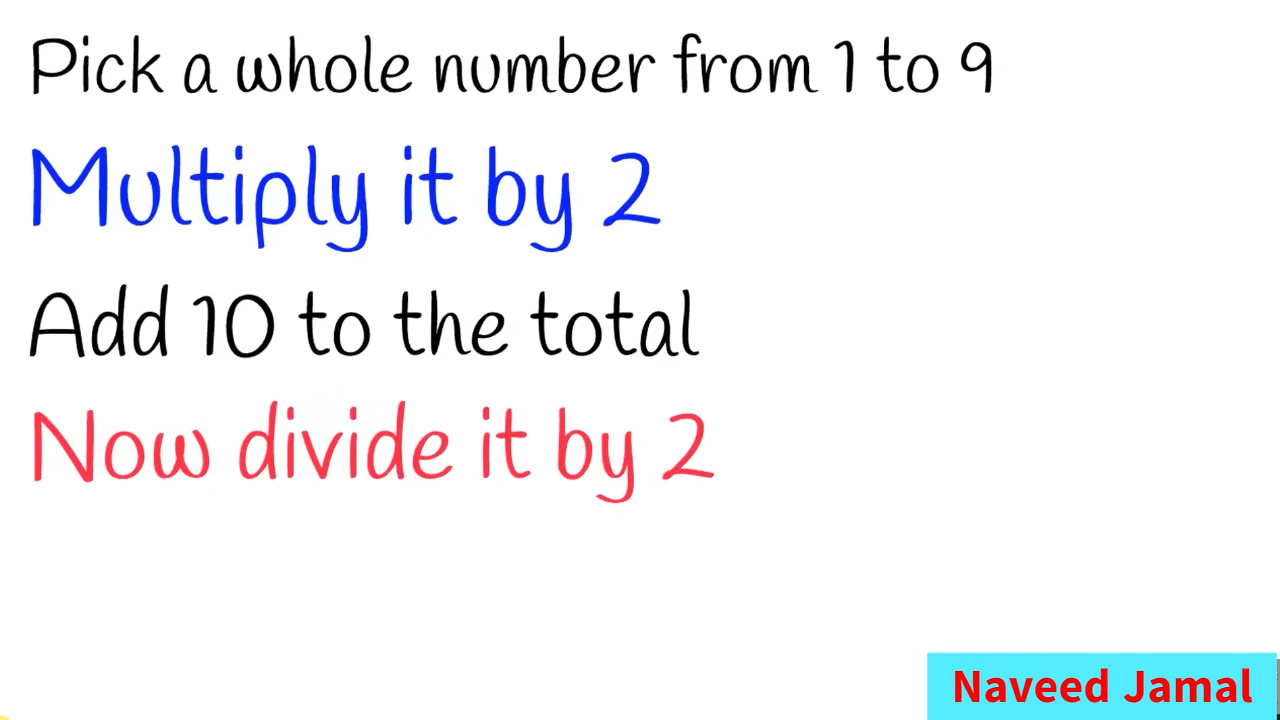 Pick a whole number from 1 to 9
Multiply it by 2
Add 10 to the total
Now divide it by 2
Naveed Jamal